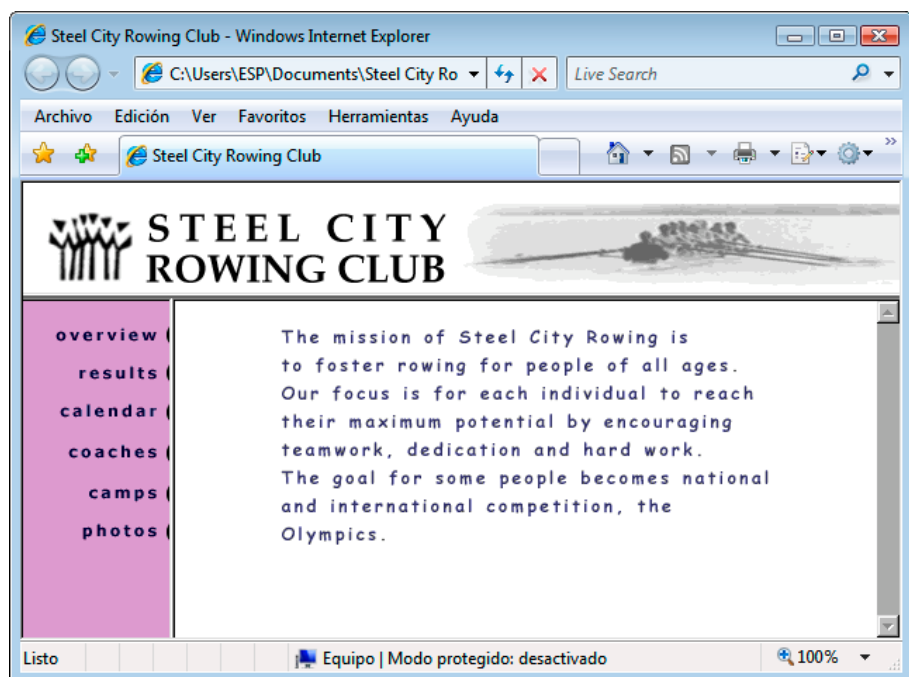 Steel City Rowing Club - Windows Internet Explorer
C:\Users\ESP\Documents\Steel City Ro
Live Search
Archivo Edición Ver Favoritos Herramientas Ayuda
Steel City Rowing Club
STEEL CITY
ROWING CLUB
overview
results
calendar
coaches
camps
photos
The mission of Steel City Rowing is
to foster rowing for people of all ages.
Our focus is for each individual to reach
their maximum potential by encouraging
teamwork, dedication and hard work.
The goal for some people becomes national
and international competition, the
Olympics.
Listo Equipo | Modo protegido: desactivado 100%